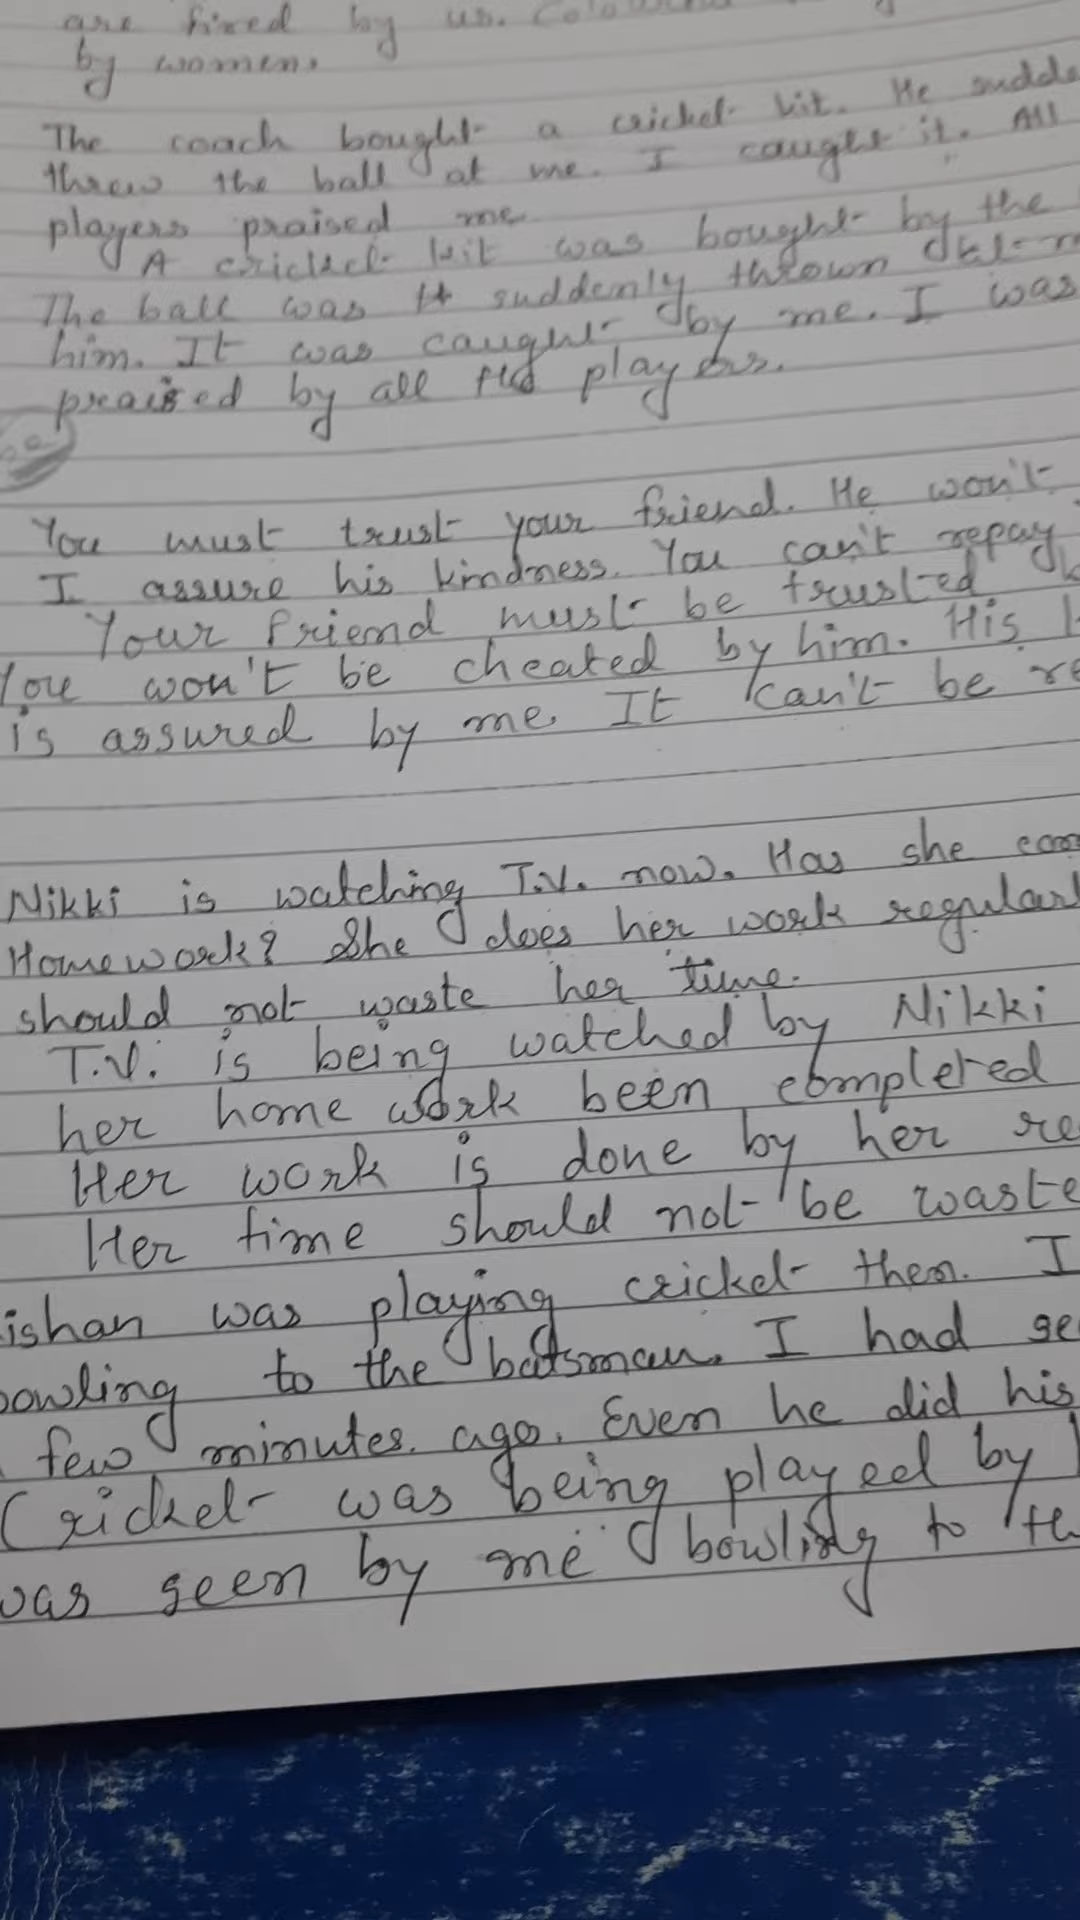 are fired by us.
by women.
The coach bought a cricket kit. He
threw the ball at me. I caught it. All
players praised me
A cricket kit was bought by the
The ball was suddenly thrown
him. It was caught by me. I was
praised by all the players.
You must trust your friend. He won't
I assure his kindness. You can't repay
Your friend must be trusted
You won't be cheated by him. His
is assured by me. It can't be
Nikki is watching T.V. now. Has she
Homework? She does her work
should not waste her time.
T.V. is being watched by Nikki
her home work been completed
Her work is done by her
Her time should not be
was playing cricket then. I
to the batsman. I had
few minutes ago. Even he did his
Cricket was being played by
was seen by me bowling to